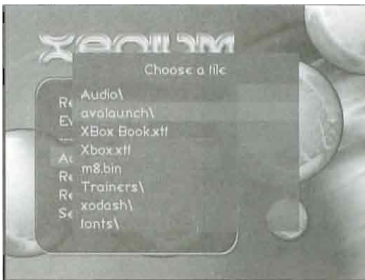 Choose a file
Audio\
avalaunch\
XBox Book.xtf
Xbox.xtf
m8.bin
Trainers\
xodash\
fonts\